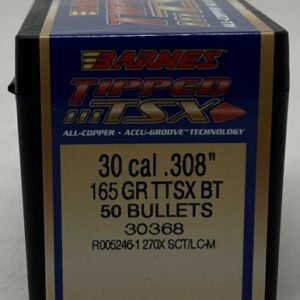 BARNES
TIPPED
TSX
ALL-COPPER • ACCU-GROOVE™ TECHNOLOGY
30 cal .308"
165 GR TTSX BT
50 BULLETS
30368
R005246-1 270X SCT/LC-M